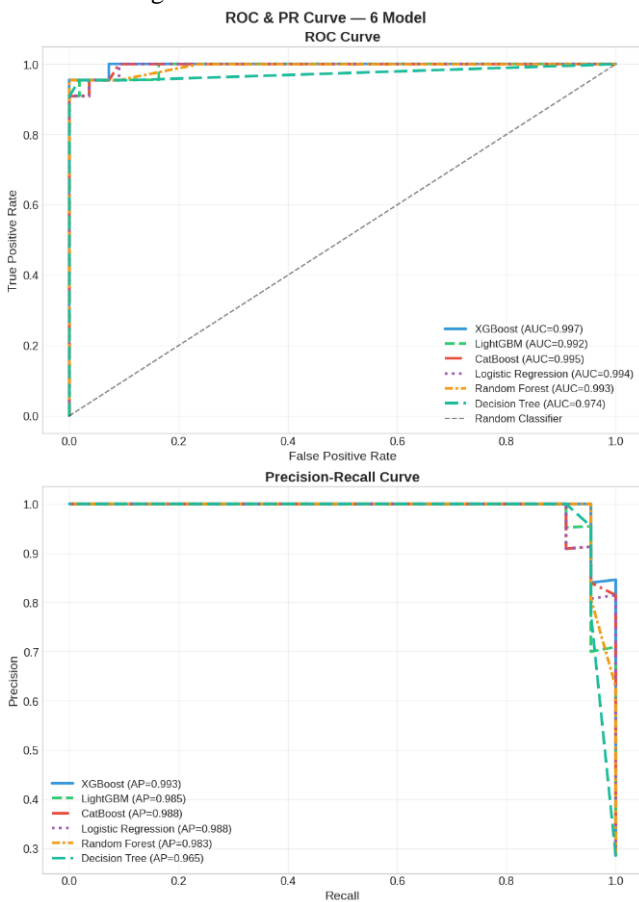 ROC & PR Curve — 6 Model
ROC Curve
1.0
0.8
0.6
0.4
0.2
0.0
True Positive Rate
XGBoost (AUC=0.997)
LightGBM (AUC=0.992)
CatBoost (AUC=0.995)
Logistic Regression (AUC=0.994)
Random Forest (AUC=0.993)
Decision Tree (AUC=0.974)
Random Classifier
0.0 0.2 0.4 0.6 0.8 1.0
False Positive Rate
Precision-Recall Curve
1.0
0.9
0.8
0.7
0.6
0.5
0.4
0.3
Precision
XGBoost (AP=0.993)
LightGBM (AP=0.985)
CatBoost (AP=0.988)
Logistic Regression (AP=0.988)
Random Forest (AP=0.983)
Decision Tree (AP=0.965)
0.0 0.2 0.4 0.6 0.8 1.0
Recall